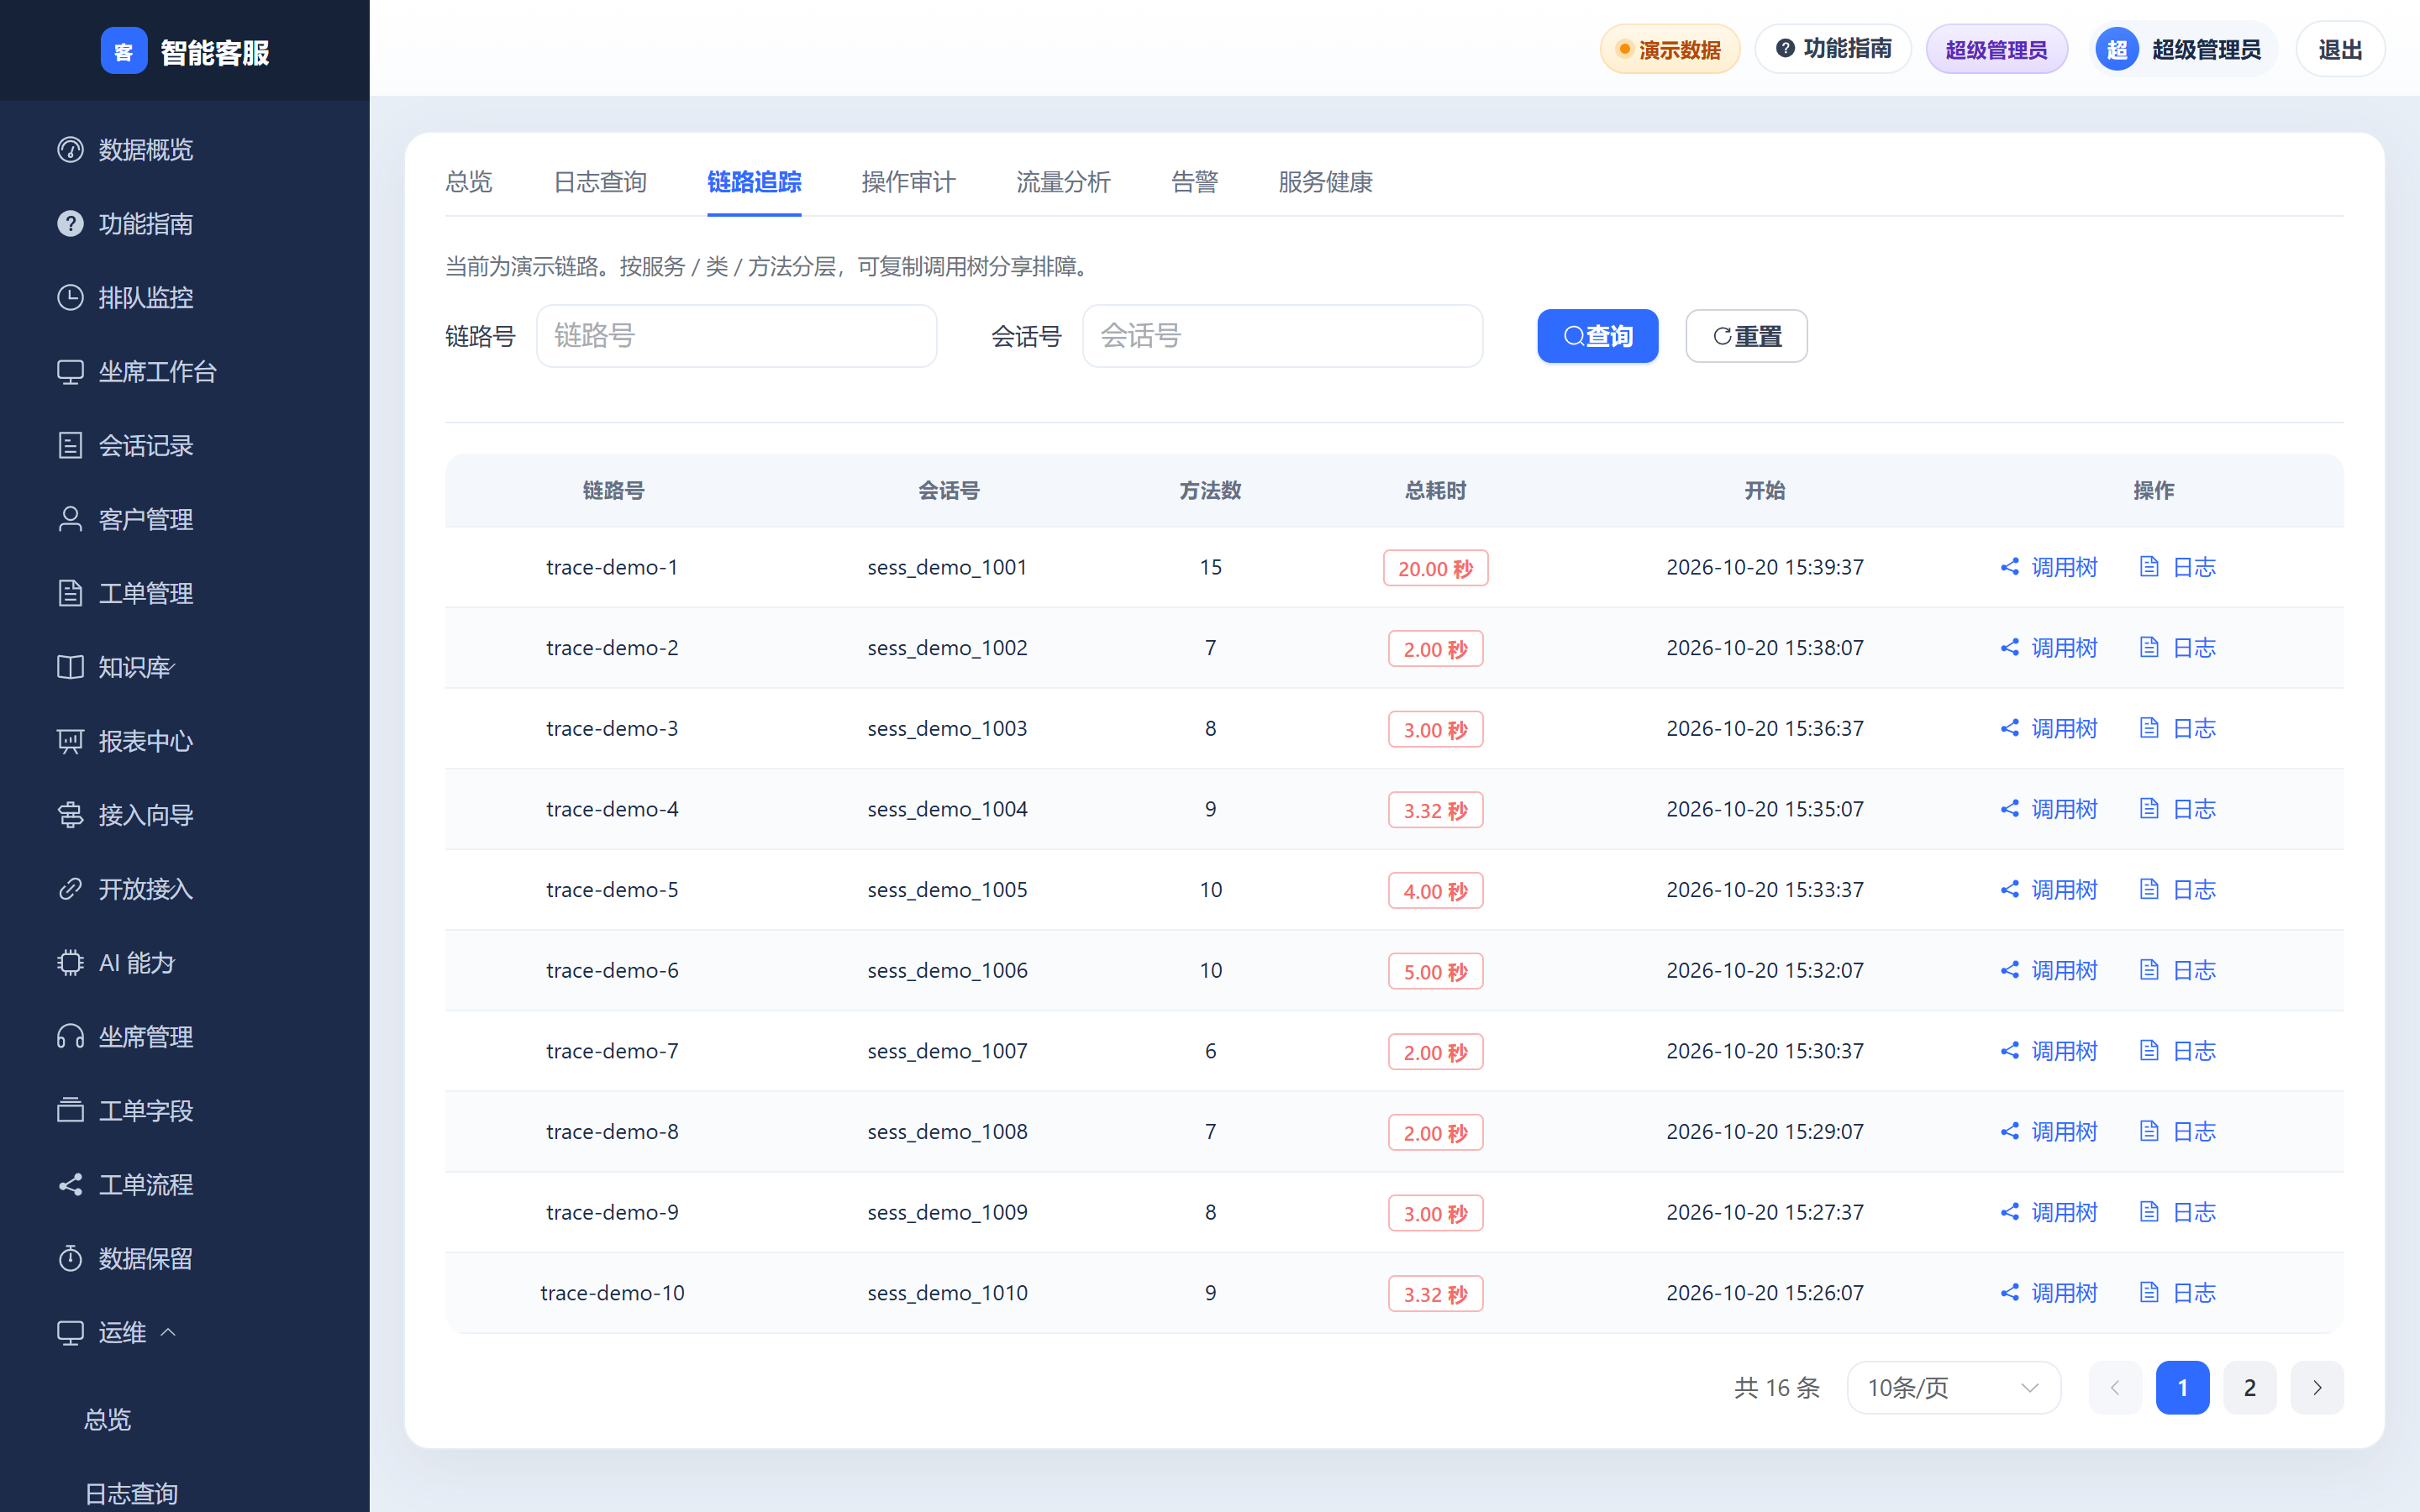 客 智能客服
演示数据 功能指南 超级管理员 超 超级管理员 退出
数据概览
功能指南
排队监控
坐席工作台
会话记录
客户管理
工单管理
知识库
报表中心
接入向导
开放接入
AI 能力
坐席管理
工单字段
工单流程
数据保留
运维
总览
日志查询
总览 日志查询 链路追踪 操作审计 流量分析 告警 服务健康
当前为演示链路。按服务 / 类 / 方法分层，可复制调用树分享排障。
链路号 链路号 会话号 会话号 查询 重置
链路号 会话号 方法数 总耗时 开始 操作
trace-demo-1 sess_demo_1001 15 20.00 秒 2026-10-20 15:39:37 调用树 日志
trace-demo-2 sess_demo_1002 7 2.00 秒 2026-10-20 15:38:07 调用树 日志
trace-demo-3 sess_demo_1003 8 3.00 秒 2026-10-20 15:36:37 调用树 日志
trace-demo-4 sess_demo_1004 9 3.32 秒 2026-10-20 15:35:07 调用树 日志
trace-demo-5 sess_demo_1005 10 4.00 秒 2026-10-20 15:33:37 调用树 日志
trace-demo-6 sess_demo_1006 10 5.00 秒 2026-10-20 15:32:07 调用树 日志
trace-demo-7 sess_demo_1007 6 2.00 秒 2026-10-20 15:30:37 调用树 日志
trace-demo-8 sess_demo_1008 7 2.00 秒 2026-10-20 15:29:07 调用树 日志
trace-demo-9 sess_demo_1009 8 3.00 秒 2026-10-20 15:27:37 调用树 日志
trace-demo-10 sess_demo_1010 9 3.32 秒 2026-10-20 15:26:07 调用树 日志
共 16 条 10条/页 1 2